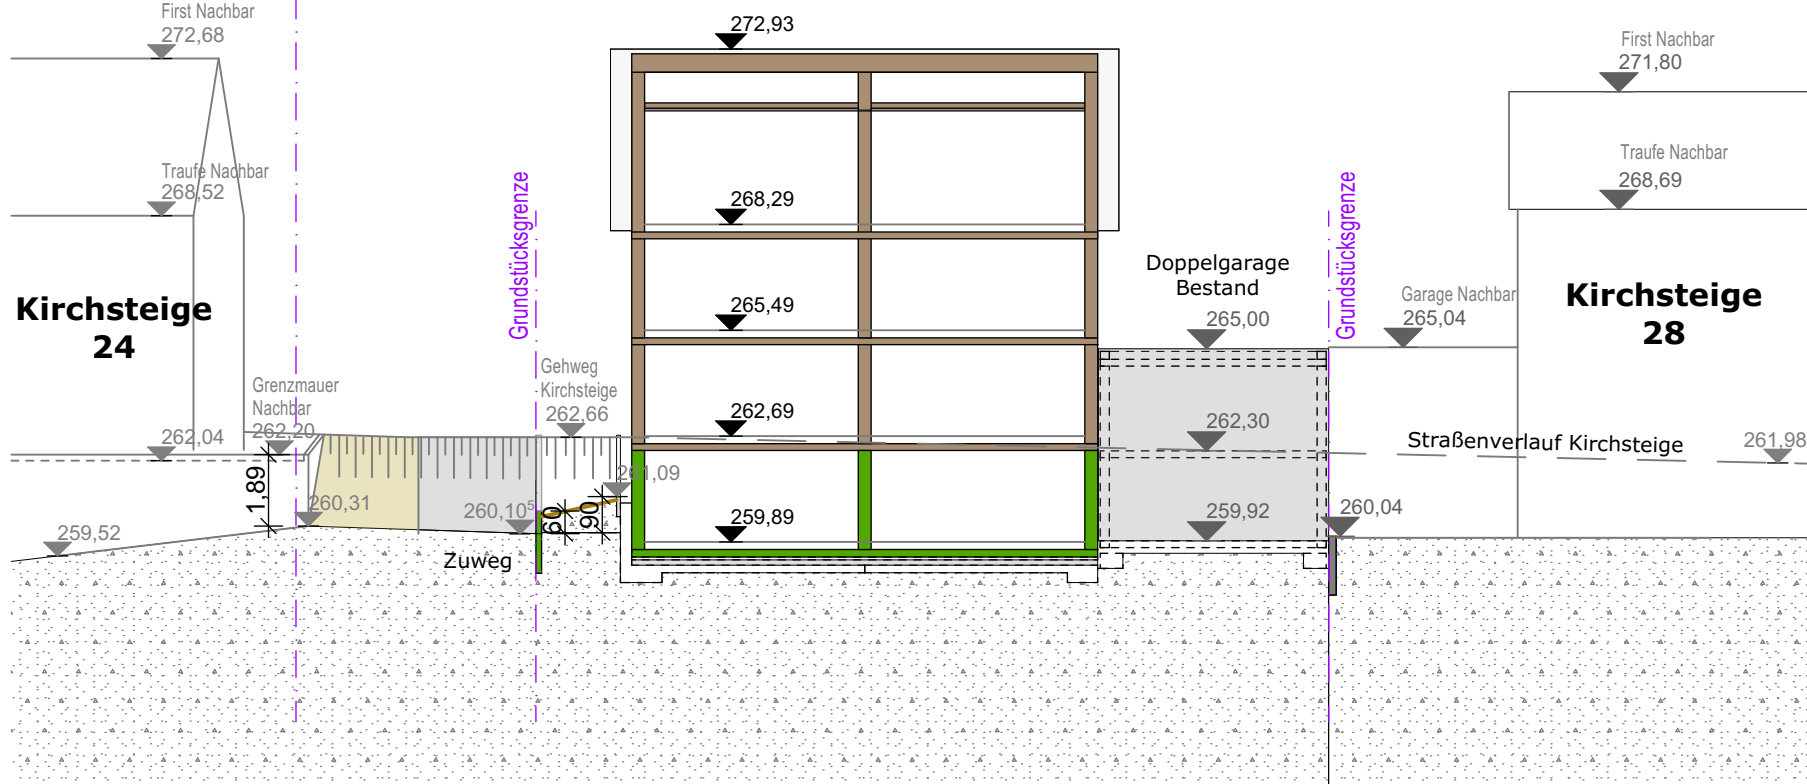 First Nachbar
272,68
Traufe Nachbar
268,52
Kirchsteige
24
Grenzmauer
Nachbar
262,20
262,04
1,89
260,31
259,52
260,10⁵
Zuweg
Grundstücksgrenze
Gehweg
Kirchsteige
262,66
261,09
60
90
272,93
268,29
265,49
262,69
259,89
Doppelgarage
Bestand
265,00
262,30
259,92
Grundstücksgrenze
260,04
Garage Nachbar
265,04
Straßenverlauf Kirchsteige
261,98
First Nachbar
271,80
Traufe Nachbar
268,69
Kirchsteige
28